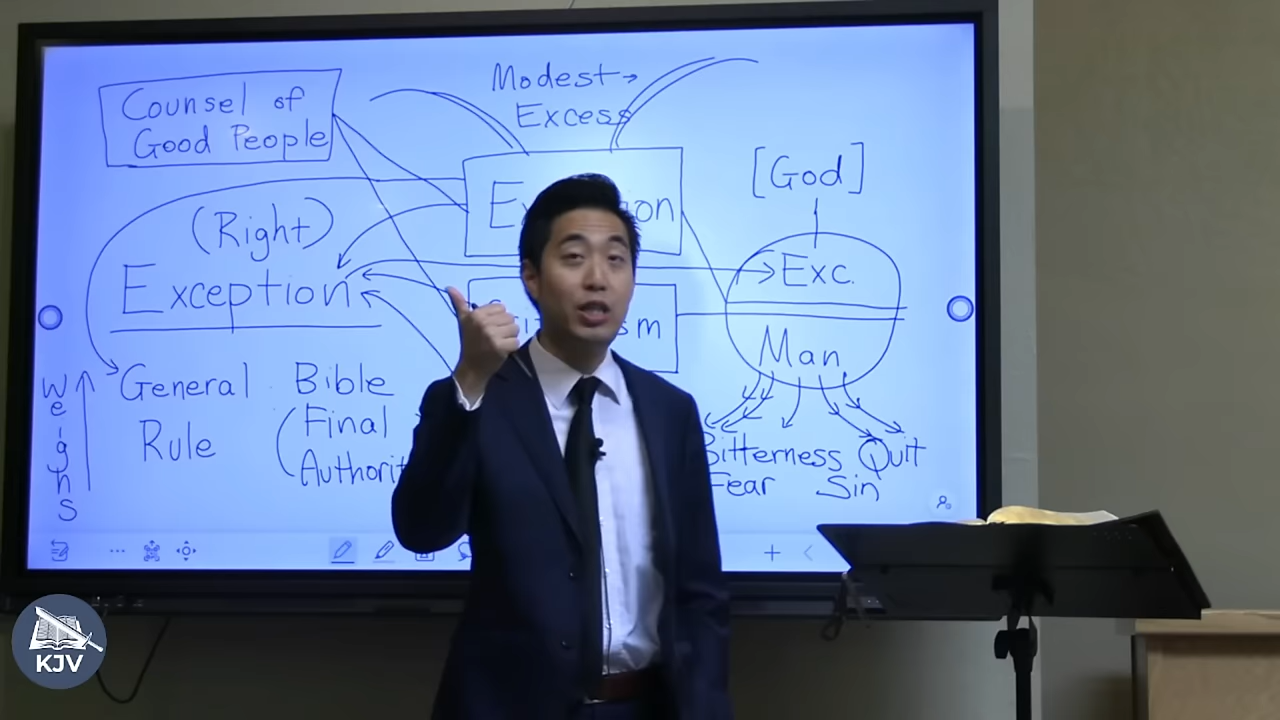 Modest→
Excess
Counsel of
Good People
[God]
(Right)
Exception
Exc.
Man
General
Rule
Bible
(Final
Weighs
Bitterness Quit
Fear Sin
KJV